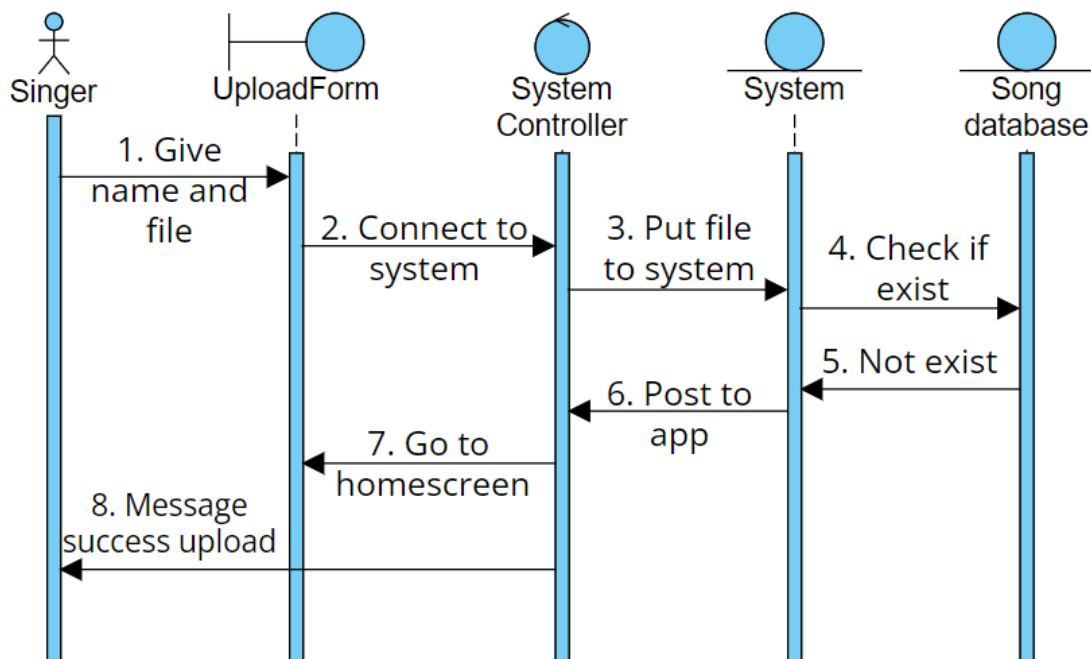 Singer
UploadForm
System
Controller
System
Song
database
1. Give
name and
file
2. Connect to
system
3. Put file
to system
4. Check if
exist
5. Not exist
6. Post to
app
7. Go to
homescreen
8. Message
success upload